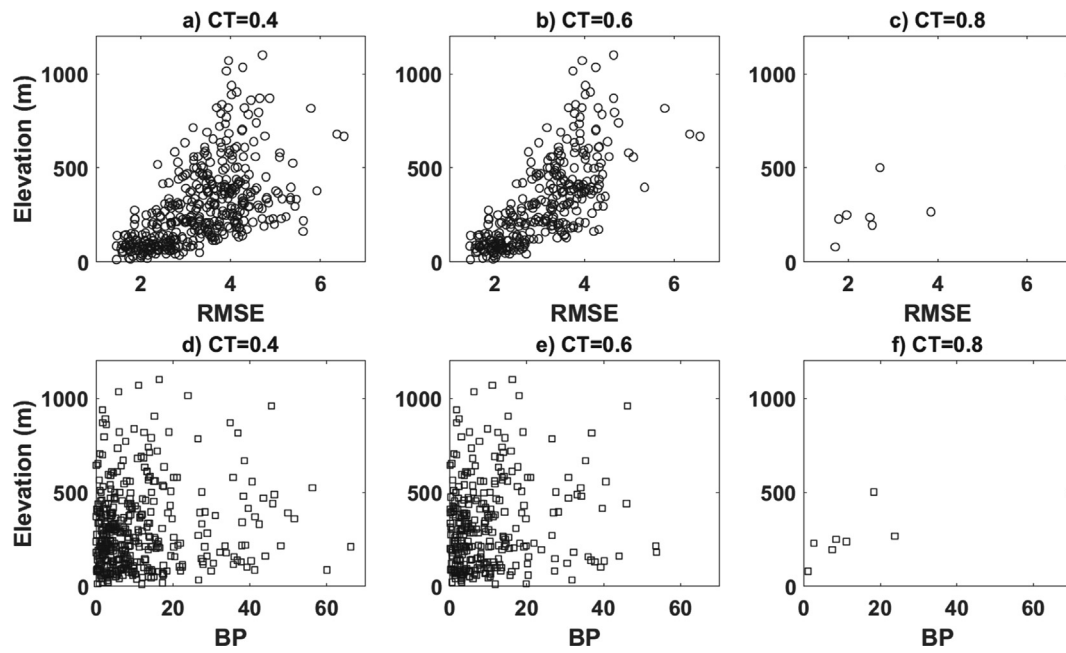 a) CT=0.4
b) CT=0.6
c) CT=0.8
Elevation (m)
1000
500
0
2 4 6
RMSE
1000
500
0
2 4 6
RMSE
1000
500
0
2 4 6
RMSE
d) CT=0.4
e) CT=0.6
f) CT=0.8
Elevation (m)
1000
500
0
0 20 40 60
BP
1000
500
0
0 20 40 60
BP
1000
500
0
0 20 40 60
BP